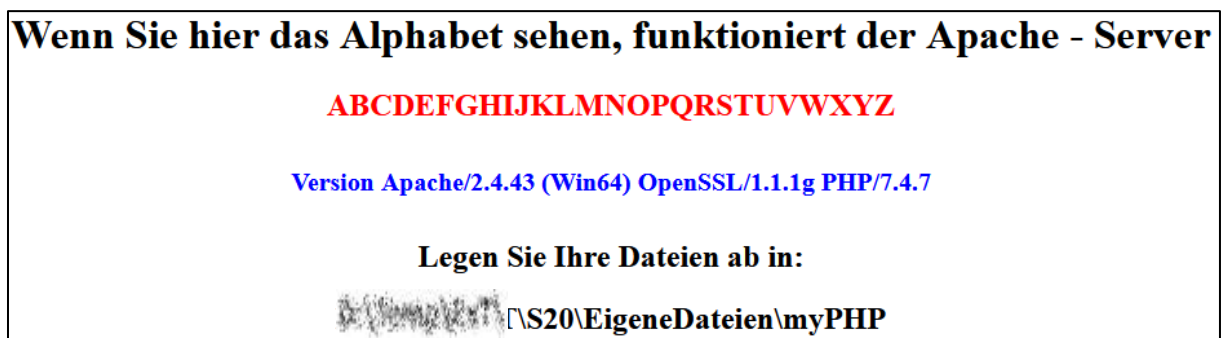 Wenn Sie hier das Alphabet sehen, funktioniert der Apache - Server
ABCDEFGHIJKLMNOPQRSTUVWXYZ
Version Apache/2.4.43 (Win64) OpenSSL/1.1.1g PHP/7.4.7
Legen Sie Ihre Dateien ab in:
\S20\EigeneDateien\myPHP